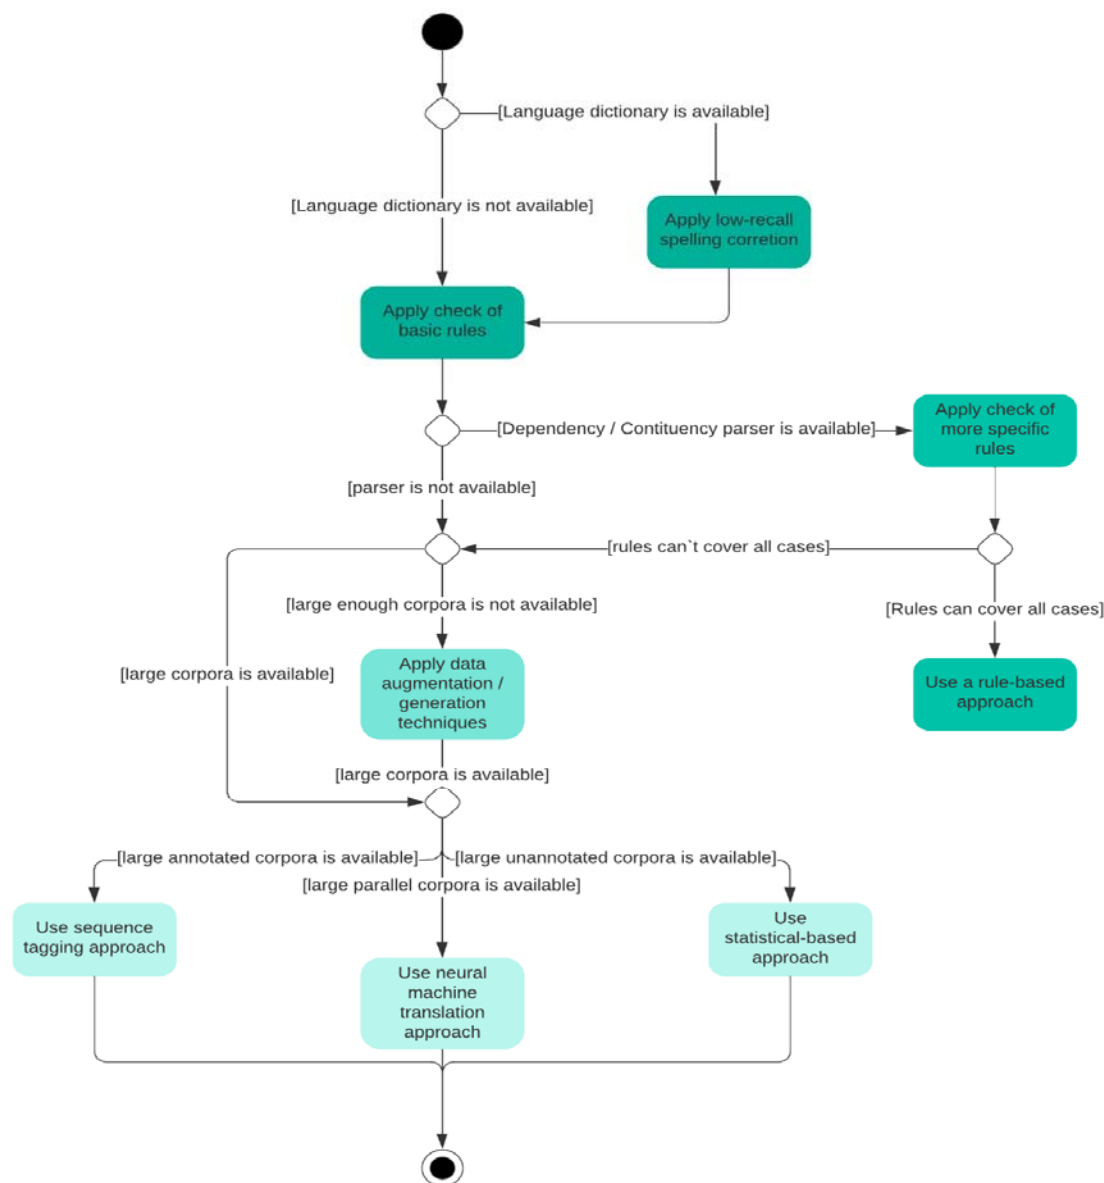 [Language dictionary is available]
[Language dictionary is not available]
Apply low-recall
spelling corretion
Apply check of
basic rules
[Dependency / Contituency parser is available]
Apply check of
more specific
rules
[parser is not available]
[rules can`t cover all cases]
[large enough corpora is not available]
[Rules can cover all cases]
[large corpora is available]
Apply data
augmentation /
generation
techniques
Use a rule-based
approach
[large corpora is available]
[large annotated corpora is available]
[large unannotated corpora is available]
[large parallel corpora is available]
Use sequence
tagging approach
Use
statistical-based
approach
Use neural
machine
translation
approach